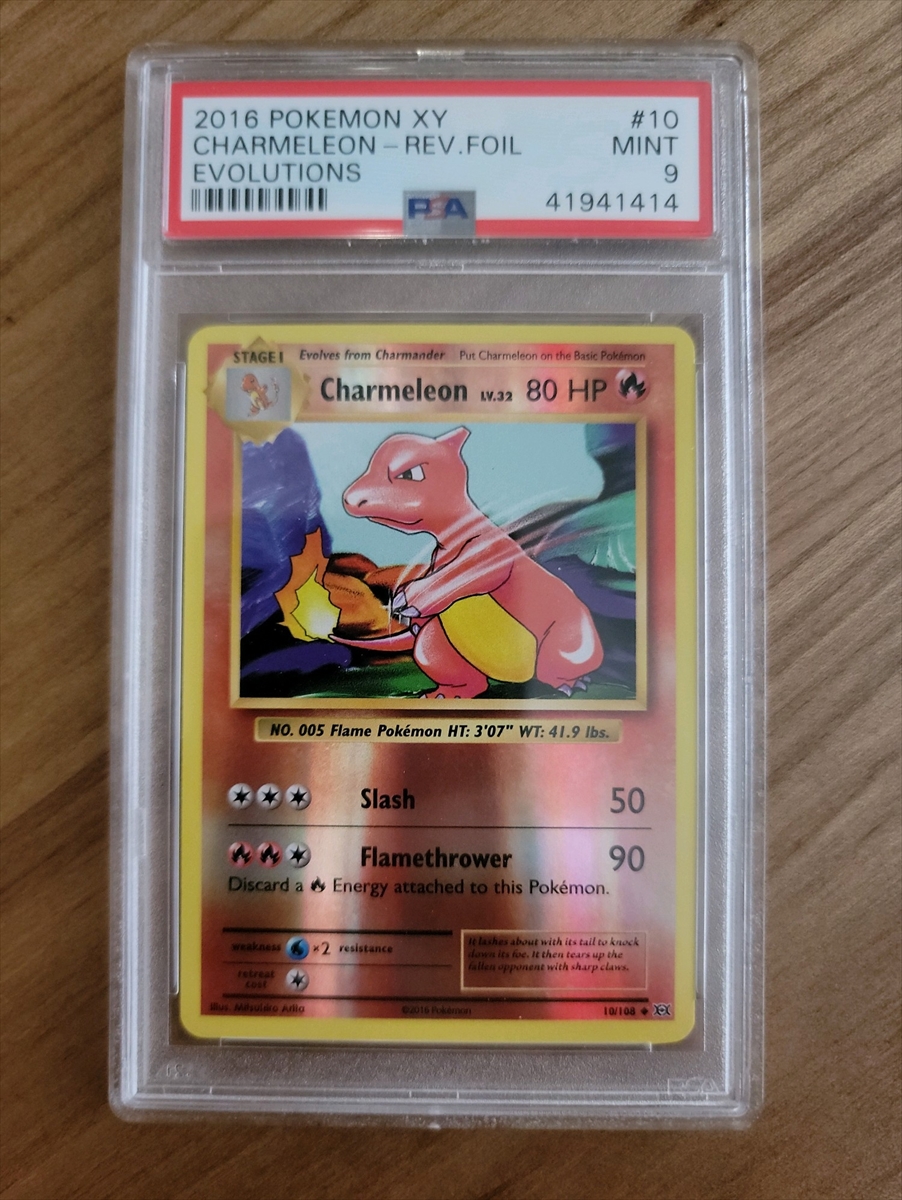 2016 POKEMON XY #10
CHARMELEON - REV.FOIL MINT
EVOLUTIONS 9
PSA 41941414
STAGE 1 Evolves from Charmander Put Charmeleon on the Basic Pokémon
Charmeleon LV.32 80 HP
NO. 005 Flame Pokémon HT: 3'07" WT: 41.9 lbs.
Slash 50
Flamethrower 90
Discard a Energy attached to this Pokémon.
weakness ×2 resistance
retreat
cost
It lashes about with its tail to knock
down its foe. It then tears up the
fallen opponent with sharp claws.
Illus. Mitsuhiro Arita ©2016 Pokémon 10/108
PSA